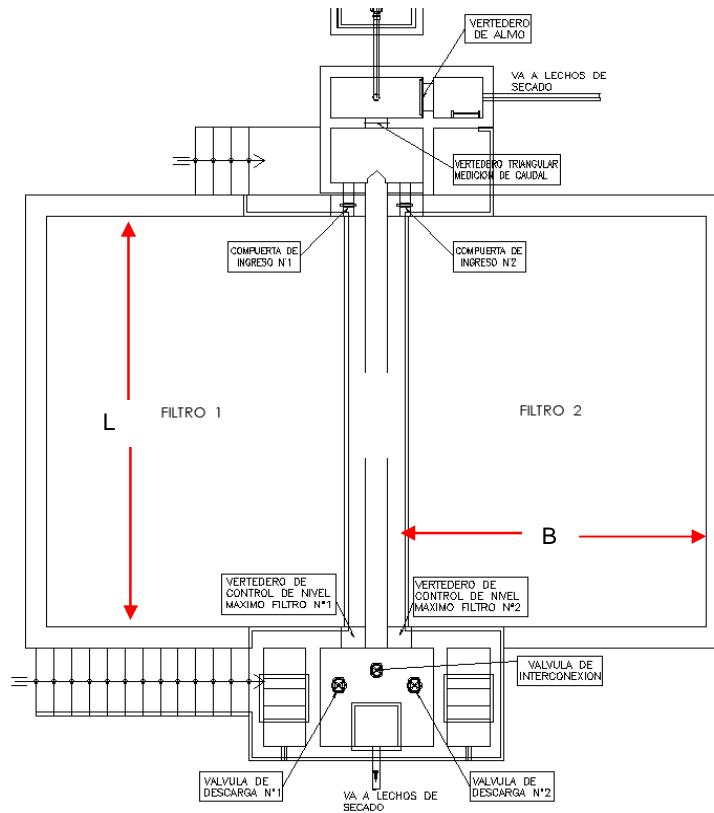 VERTEDERO
DE ALIVIO
VA A LECHOS DE
SECADO
VERTEDERO TRIANGULAR
MEDICION DE CAUDAL
COMPUERTA DE
INGRESO N°1
COMPUERTA DE
INGRESO N°2
FILTRO 1
FILTRO 2
L
B
VERTEDERO DE
CONTROL DE NIVEL
MAXIMO FILTRO N°1
VERTEDERO DE
CONTROL DE NIVEL
MAXIMO FILTRO N°2
VALVULA DE
INTERCONEXION
VALVULA DE
DESCARGA N°1
VA A LECHOS DE
SECADO
VALVULA DE
DESCARGA N°2